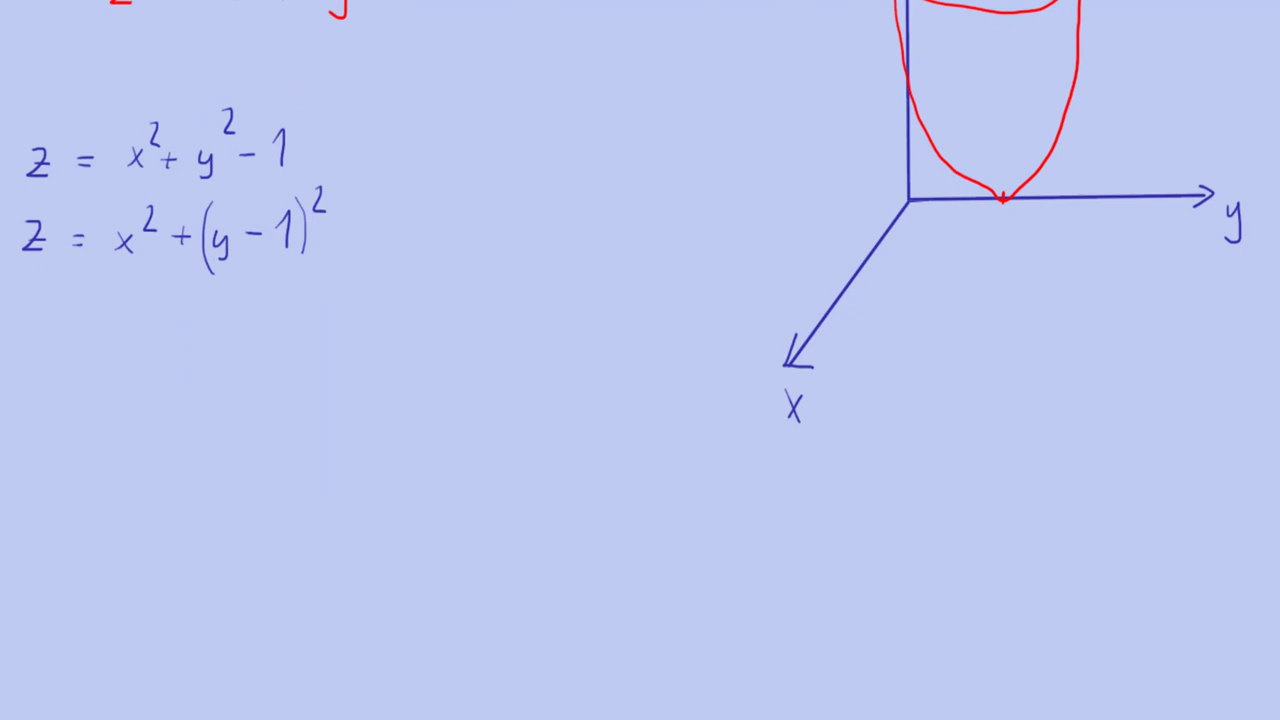 z = x² + y² - 1
z = x² + (y - 1)²
y
x